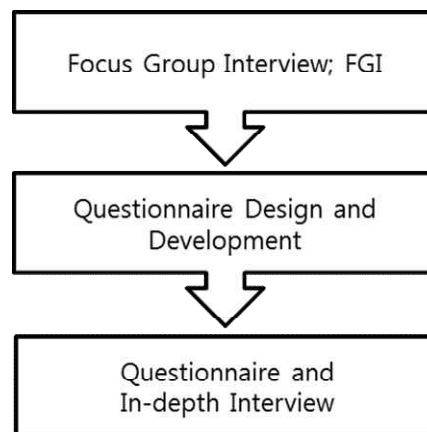 Focus Group Interview; FGI
Questionnaire Design and
Development
Questionnaire and
In-depth Interview